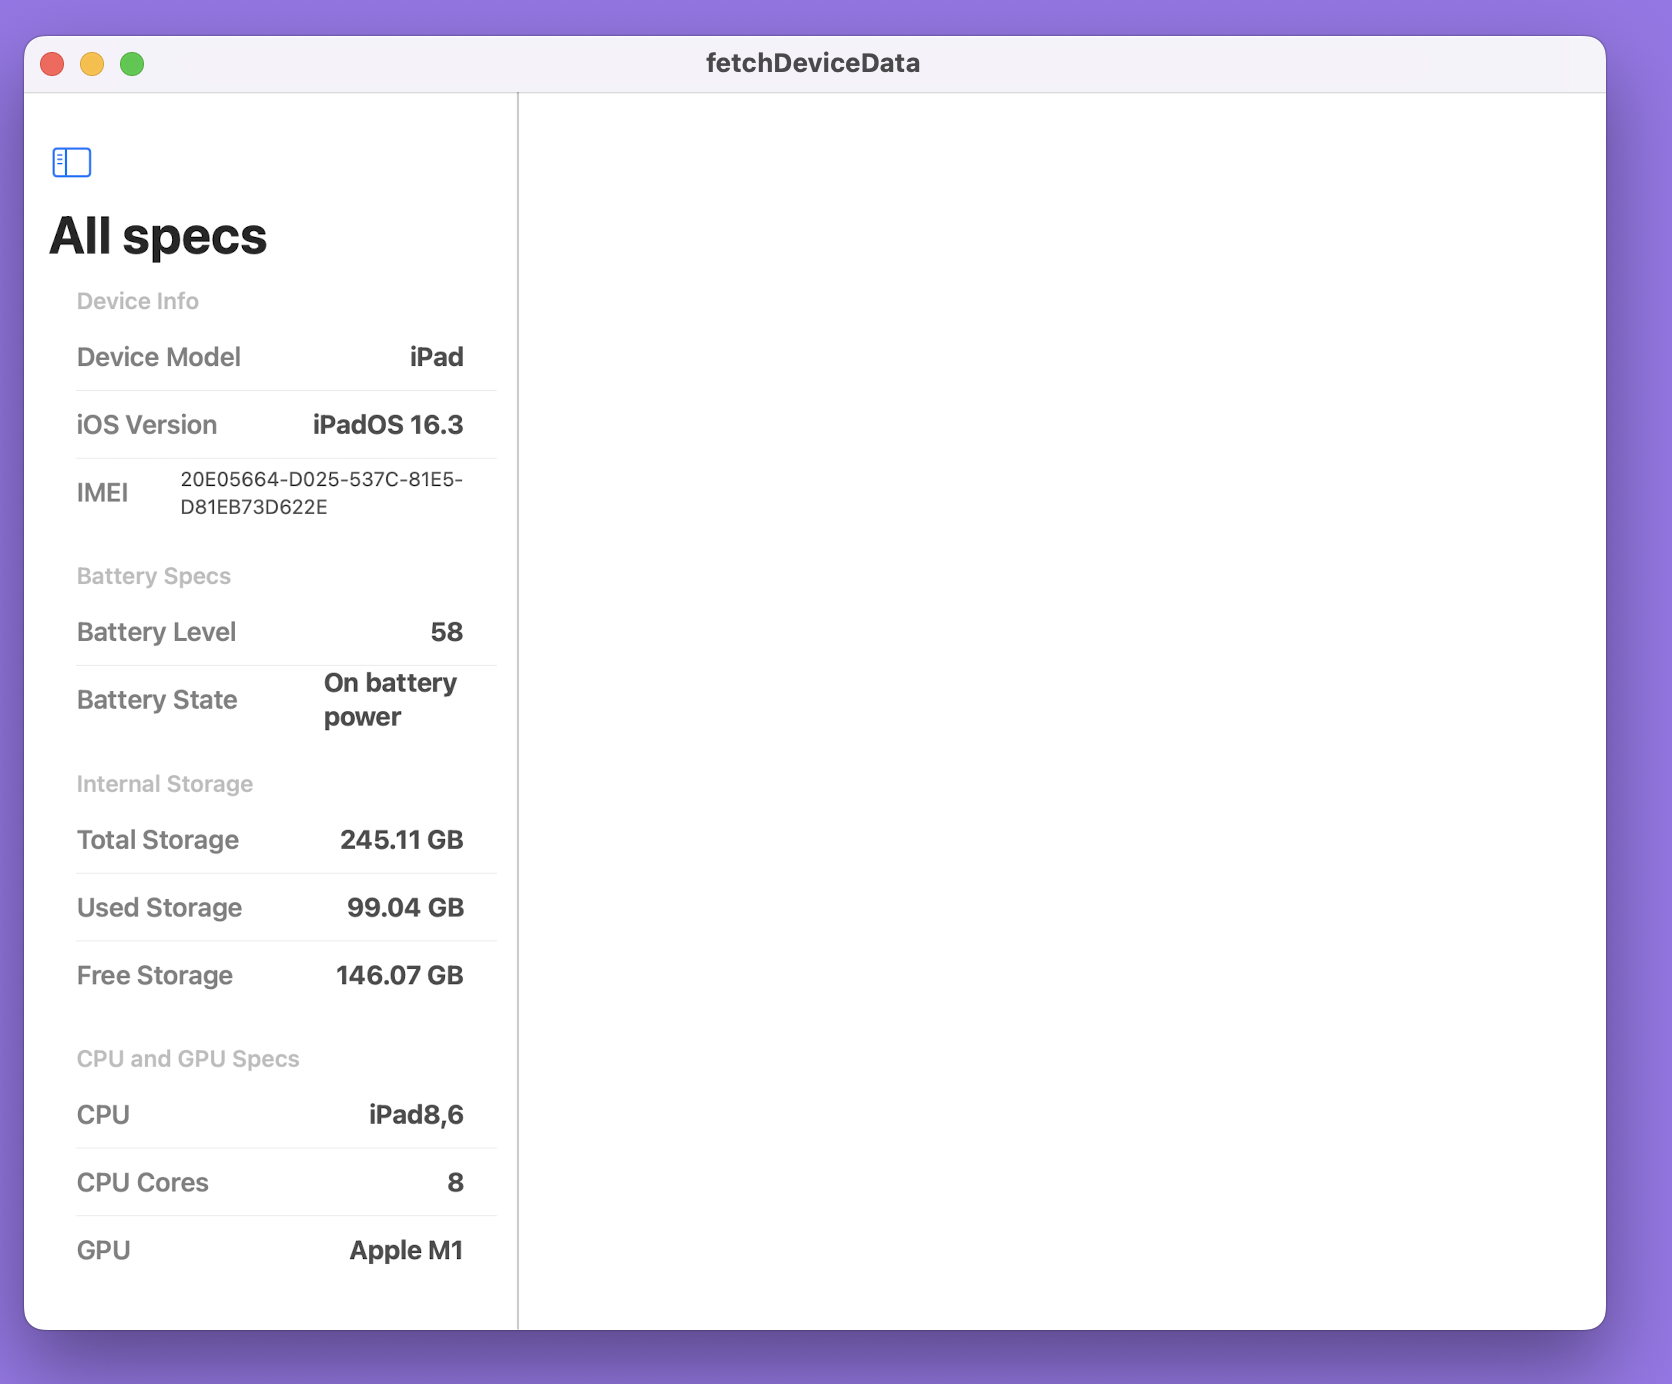 fetchDeviceData
All specs
Device Info
Device Model iPad
iOS Version iPadOS 16.3
IMEI 20E05664-D025-537C-81E5-
D81EB73D622E
Battery Specs
Battery Level 58
Battery State On battery
power
Internal Storage
Total Storage 245.11 GB
Used Storage 99.04 GB
Free Storage 146.07 GB
CPU and GPU Specs
CPU iPad8,6
CPU Cores 8
GPU Apple M1